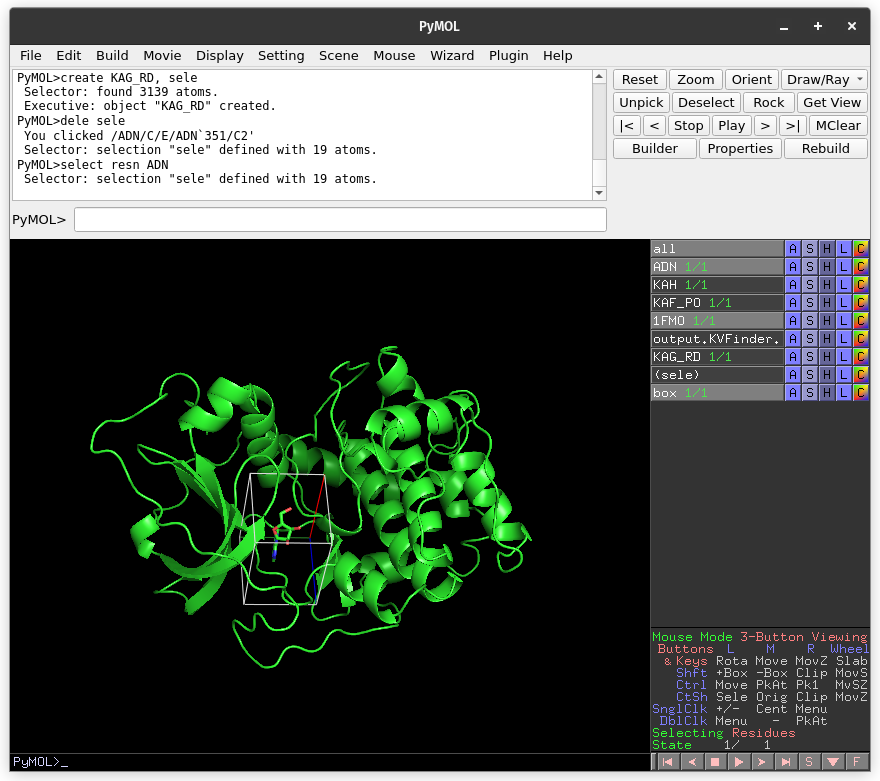 PyMOL
File Edit Build Movie Display Setting Scene Mouse Wizard Plugin Help
PyMOL>create KAG_RD, sele
Selector: found 3139 atoms.
Executive: object "KAG_RD" created.
PyMOL>dele sele
You clicked /ADN/C/E/ADN`351/C2'
Selector: selection "sele" defined with 19 atoms.
PyMOL>select resn ADN
Selector: selection "sele" defined with 19 atoms.
PyMOL>
Reset Zoom Orient Draw/Ray
Unpick Deselect Rock Get View
|< < Stop Play > >| MClear
Builder Properties Rebuild
all A S H L C
ADN 1/1 A S H L C
KAH 1/1 A S H L C
KAF_PO 1/1 A S H L C
1FMO 1/1 A S H L C
output.KVFinder. A S H L C
KAG_RD 1/1 A S H L C
(sele) A S H L C
box 1/1 A S H L C
Mouse Mode 3-Button Viewing
Buttons L M R Wheel
& Keys Rota Move MovZ Slab
Shft +Box -Box Clip MovS
Ctrl Move PkAt Pk1 MvSZ
CtSh Sele Orig Clip MovZ
SnglClk +/- Cent Menu
DblClk Menu - PkAt
Selecting Residues
State 1/ 1
PyMOL>_
S F